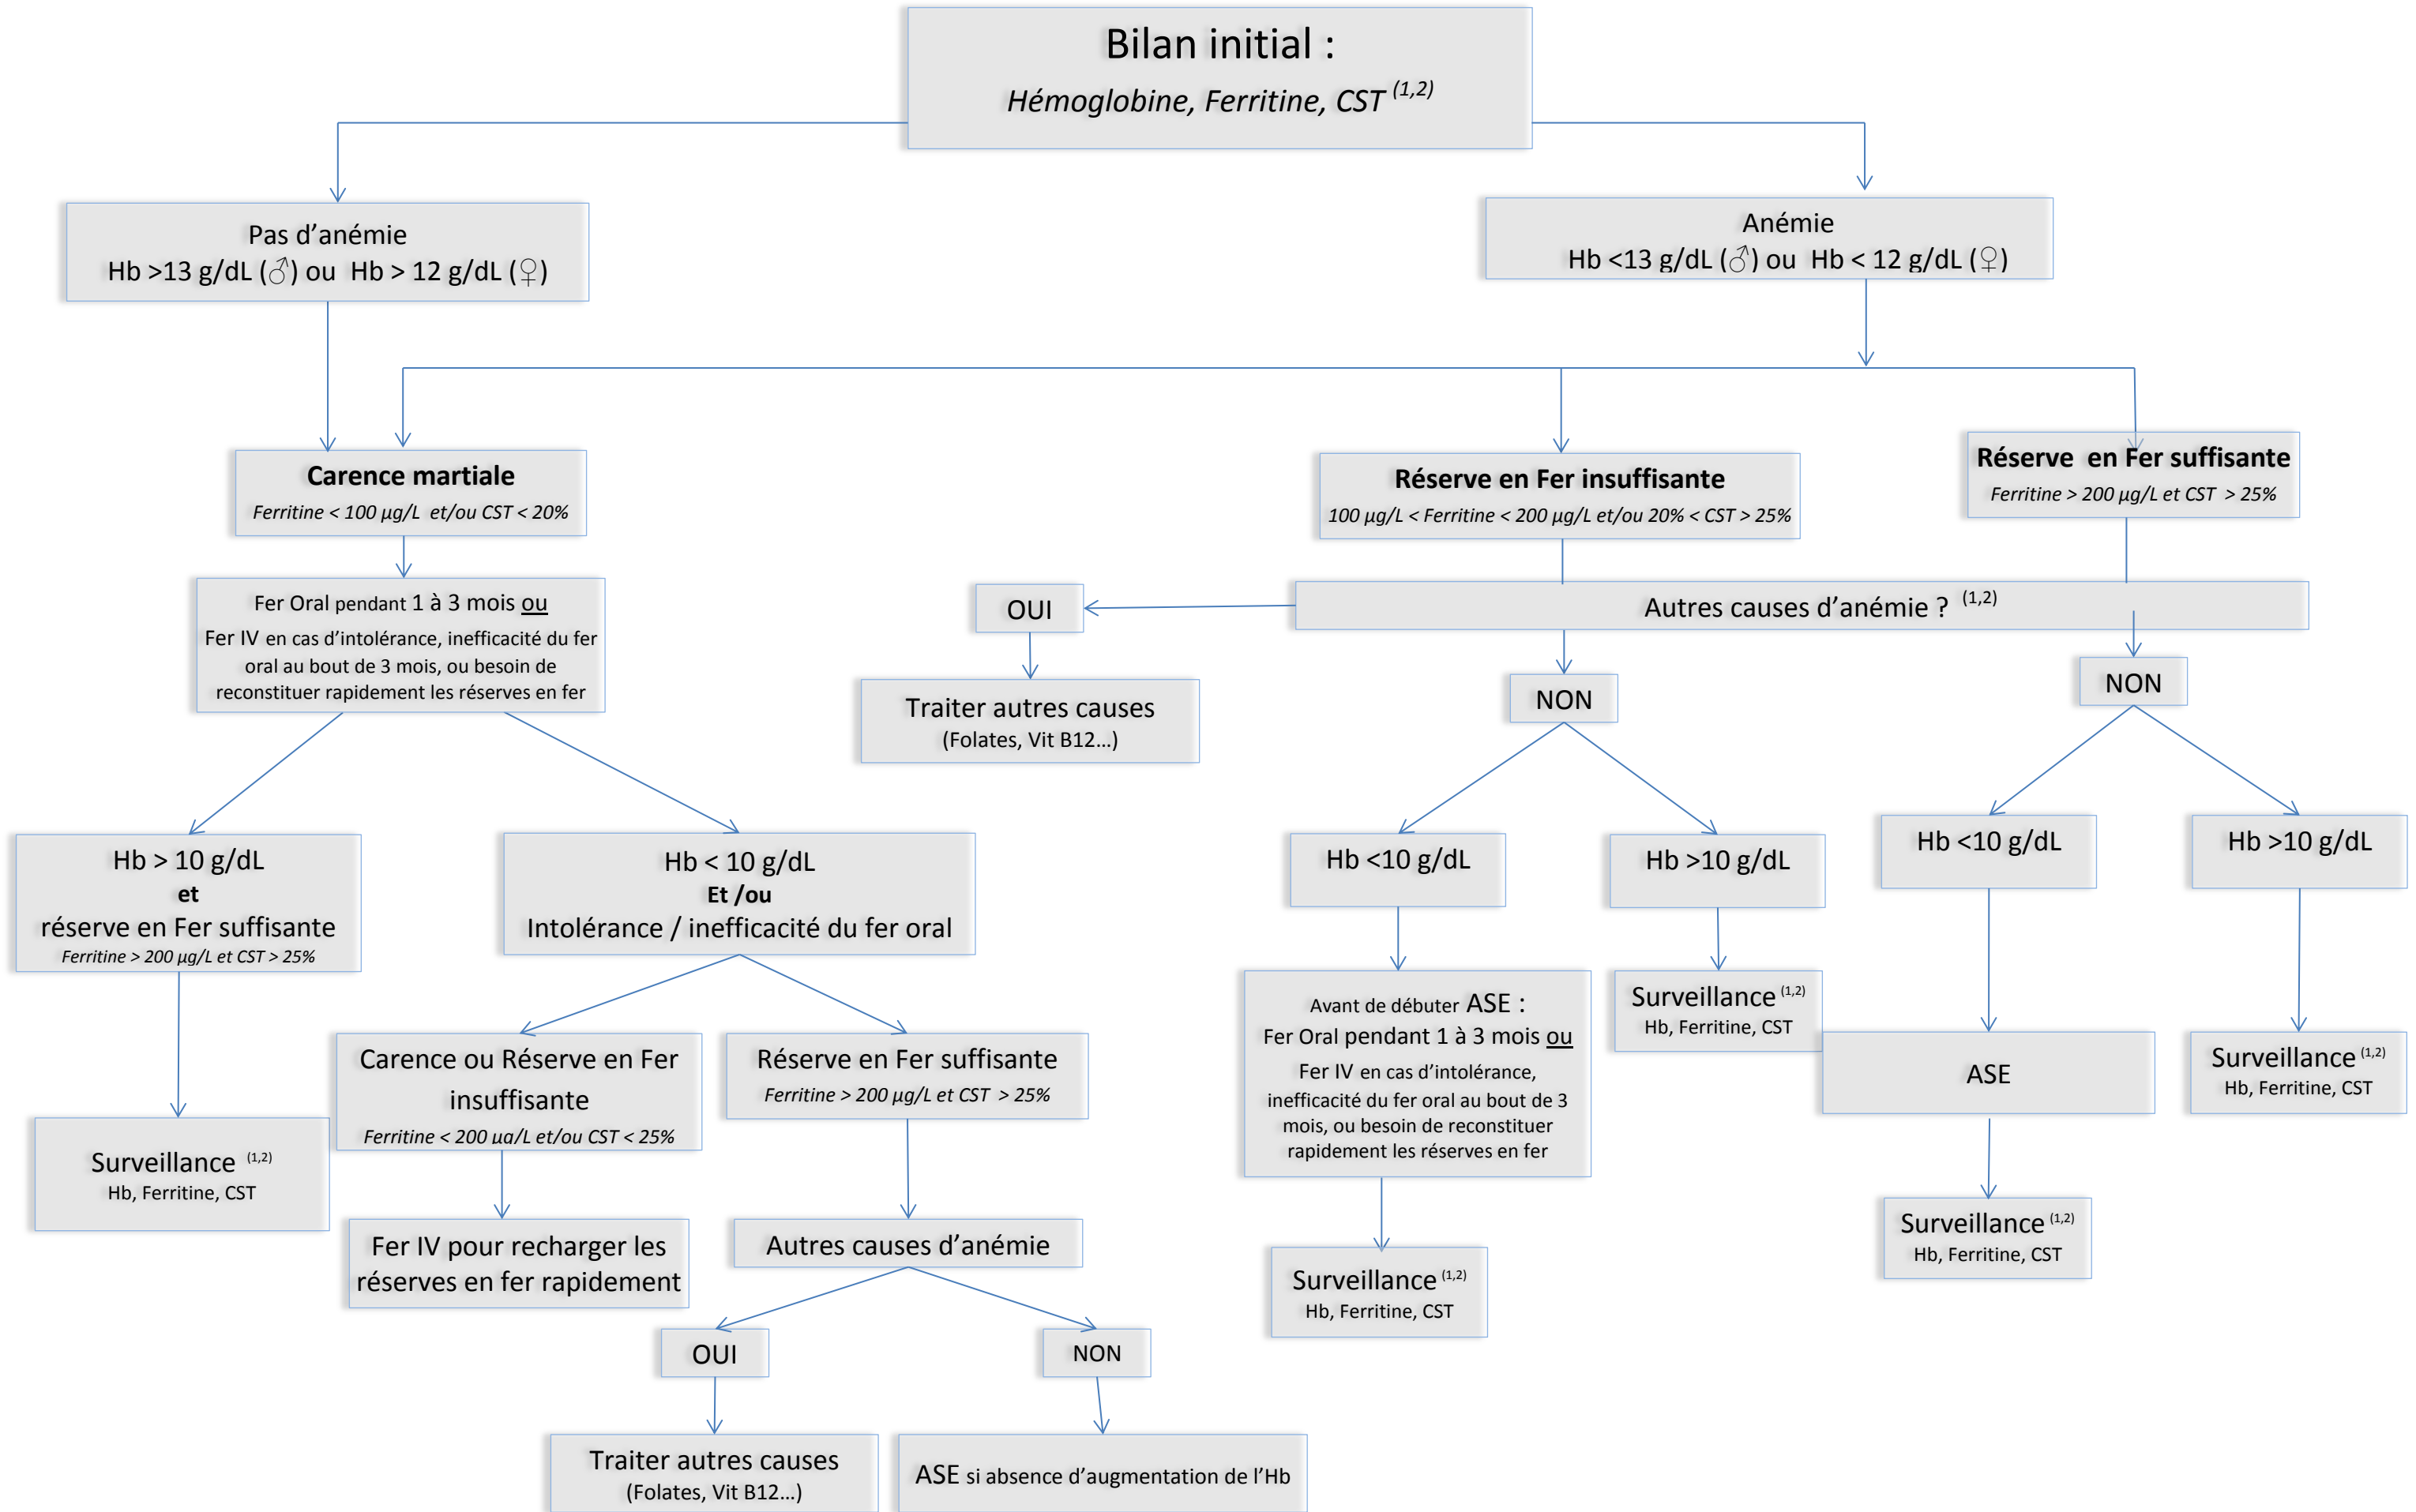 Bilan initial :
Hémoglobine, Ferritine, CST (1,2)
Pas d’anémie
Hb >13 g/dL (♂) ou Hb > 12 g/dL (♀)
Anémie
Hb <13 g/dL (♂) ou Hb < 12 g/dL (♀)
Carence martiale
Ferritine < 100 µg/L et/ou CST < 20%
Réserve en Fer insuffisante
100 µg/L < Ferritine < 200 µg/L et/ou 20% < CST > 25%
Réserve en Fer suffisante
Ferritine > 200 µg/L et CST > 25%
Fer Oral pendant 1 à 3 mois ou
Fer IV en cas d’intolérance, inefficacité du fer
oral au bout de 3 mois, ou besoin de
reconstituer rapidement les réserves en fer
OUI
Autres causes d’anémie ? (1,2)
Traiter autres causes
(Folates, Vit B12…)
NON
NON
Hb > 10 g/dL
et
réserve en Fer suffisante
Ferritine > 200 µg/L et CST > 25%
Hb < 10 g/dL
Et /ou
Intolérance / inefficacité du fer oral
Hb <10 g/dL
Hb >10 g/dL
Hb <10 g/dL
Hb >10 g/dL
Surveillance (1,2)
Hb, Ferritine, CST
Carence ou Réserve en Fer
insuffisante
Ferritine < 200 µg/L et/ou CST < 25%
Réserve en Fer suffisante
Ferritine > 200 µg/L et CST > 25%
Avant de débuter ASE :
Fer Oral pendant 1 à 3 mois ou
Fer IV en cas d’intolérance,
inefficacité du fer oral au bout de 3
mois, ou besoin de reconstituer
rapidement les réserves en fer
Surveillance (1,2)
Hb, Ferritine, CST
ASE
Surveillance (1,2)
Hb, Ferritine, CST
Fer IV pour recharger les
réserves en fer rapidement
Autres causes d’anémie
Surveillance (1,2)
Hb, Ferritine, CST
Surveillance (1,2)
Hb, Ferritine, CST
OUI
NON
Traiter autres causes
(Folates, Vit B12…)
ASE si absence d’augmentation de l’Hb